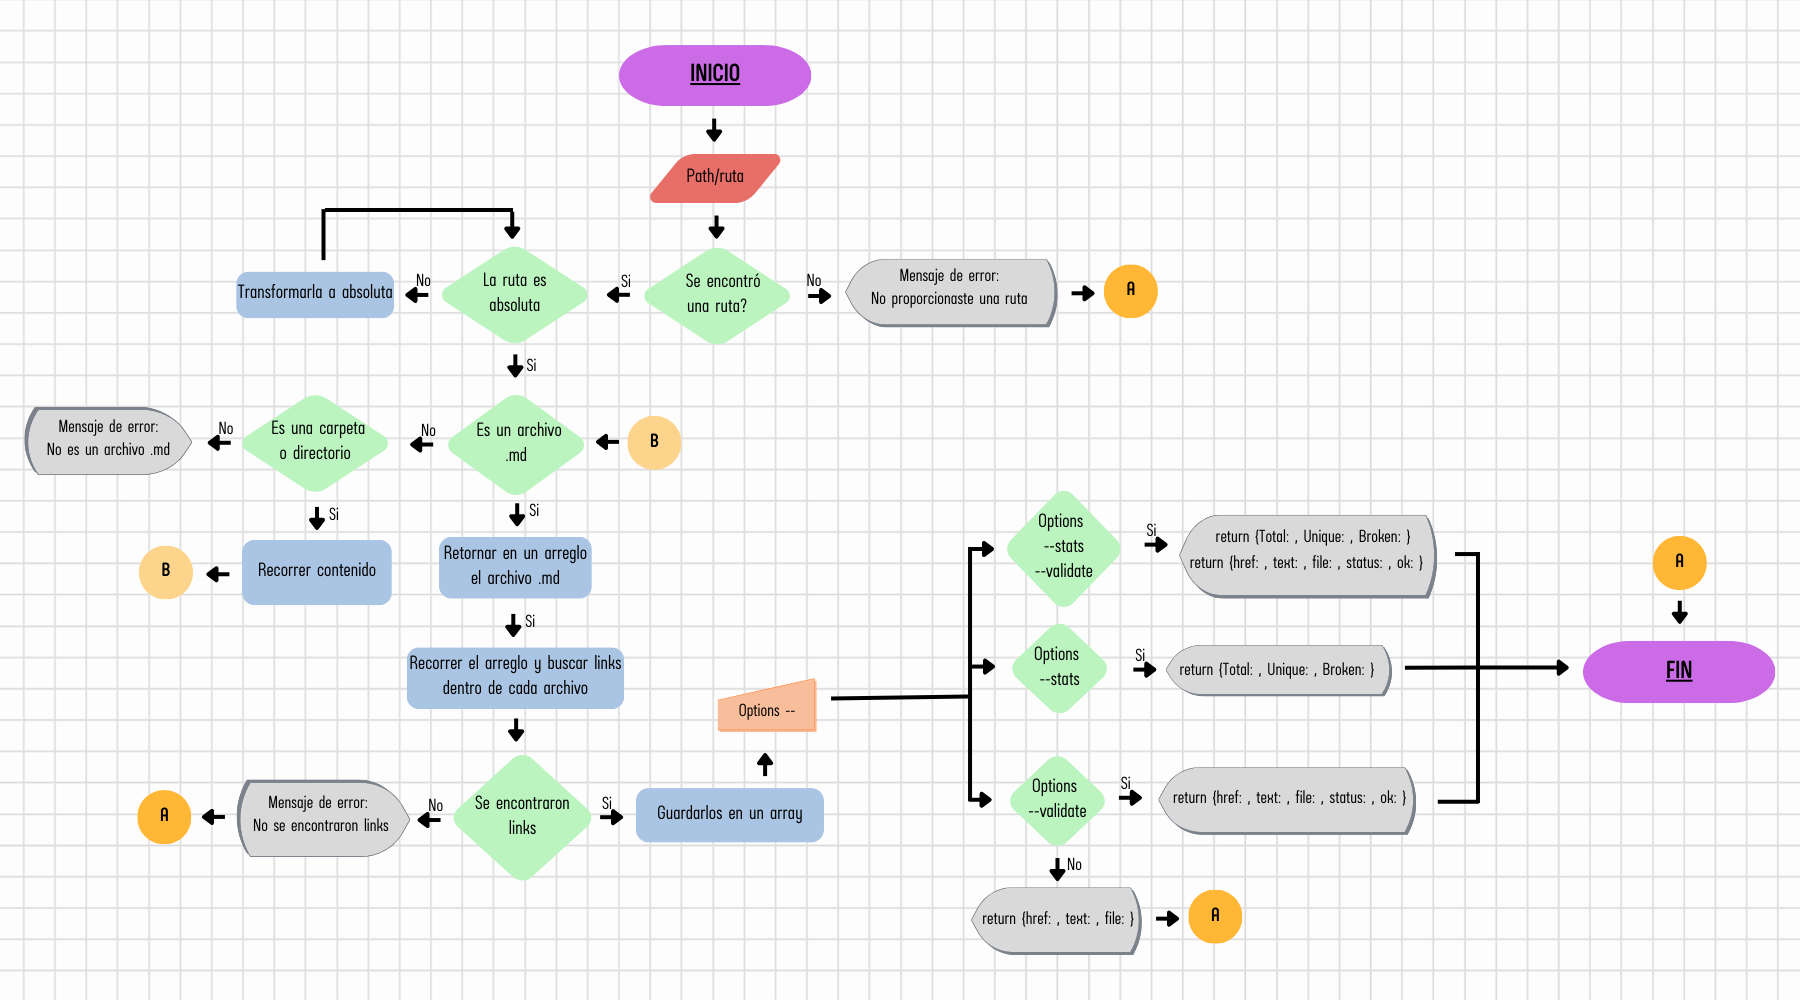 INICIO
Path/ruta
Se encontró
una ruta?
No
Mensaje de error:
No proporcionaste una ruta
A
Si
La ruta es
absoluta
No
Transformarla a absoluta
Si
Es un archivo
.md
B
No
Es una carpeta
o directorio
No
Mensaje de error:
No es un archivo .md
Si
Recorrer contenido
B
Si
Retornar en un arreglo
el archivo .md
Si
Recorrer el arreglo y buscar links
dentro de cada archivo
Se encontraron
links
No
Mensaje de error:
No se encontraron links
A
Si
Guardarlos en un array
Options --
Options
--stats
--validate
Si
return {Total: , Unique: , Broken: }
return {href: , text: , file: , status: , ok: }
Options
--stats
Si
return {Total: , Unique: , Broken: }
Options
--validate
Si
return {href: , text: , file: , status: , ok: }
No
return {href: , text: , file: }
A
A
FIN